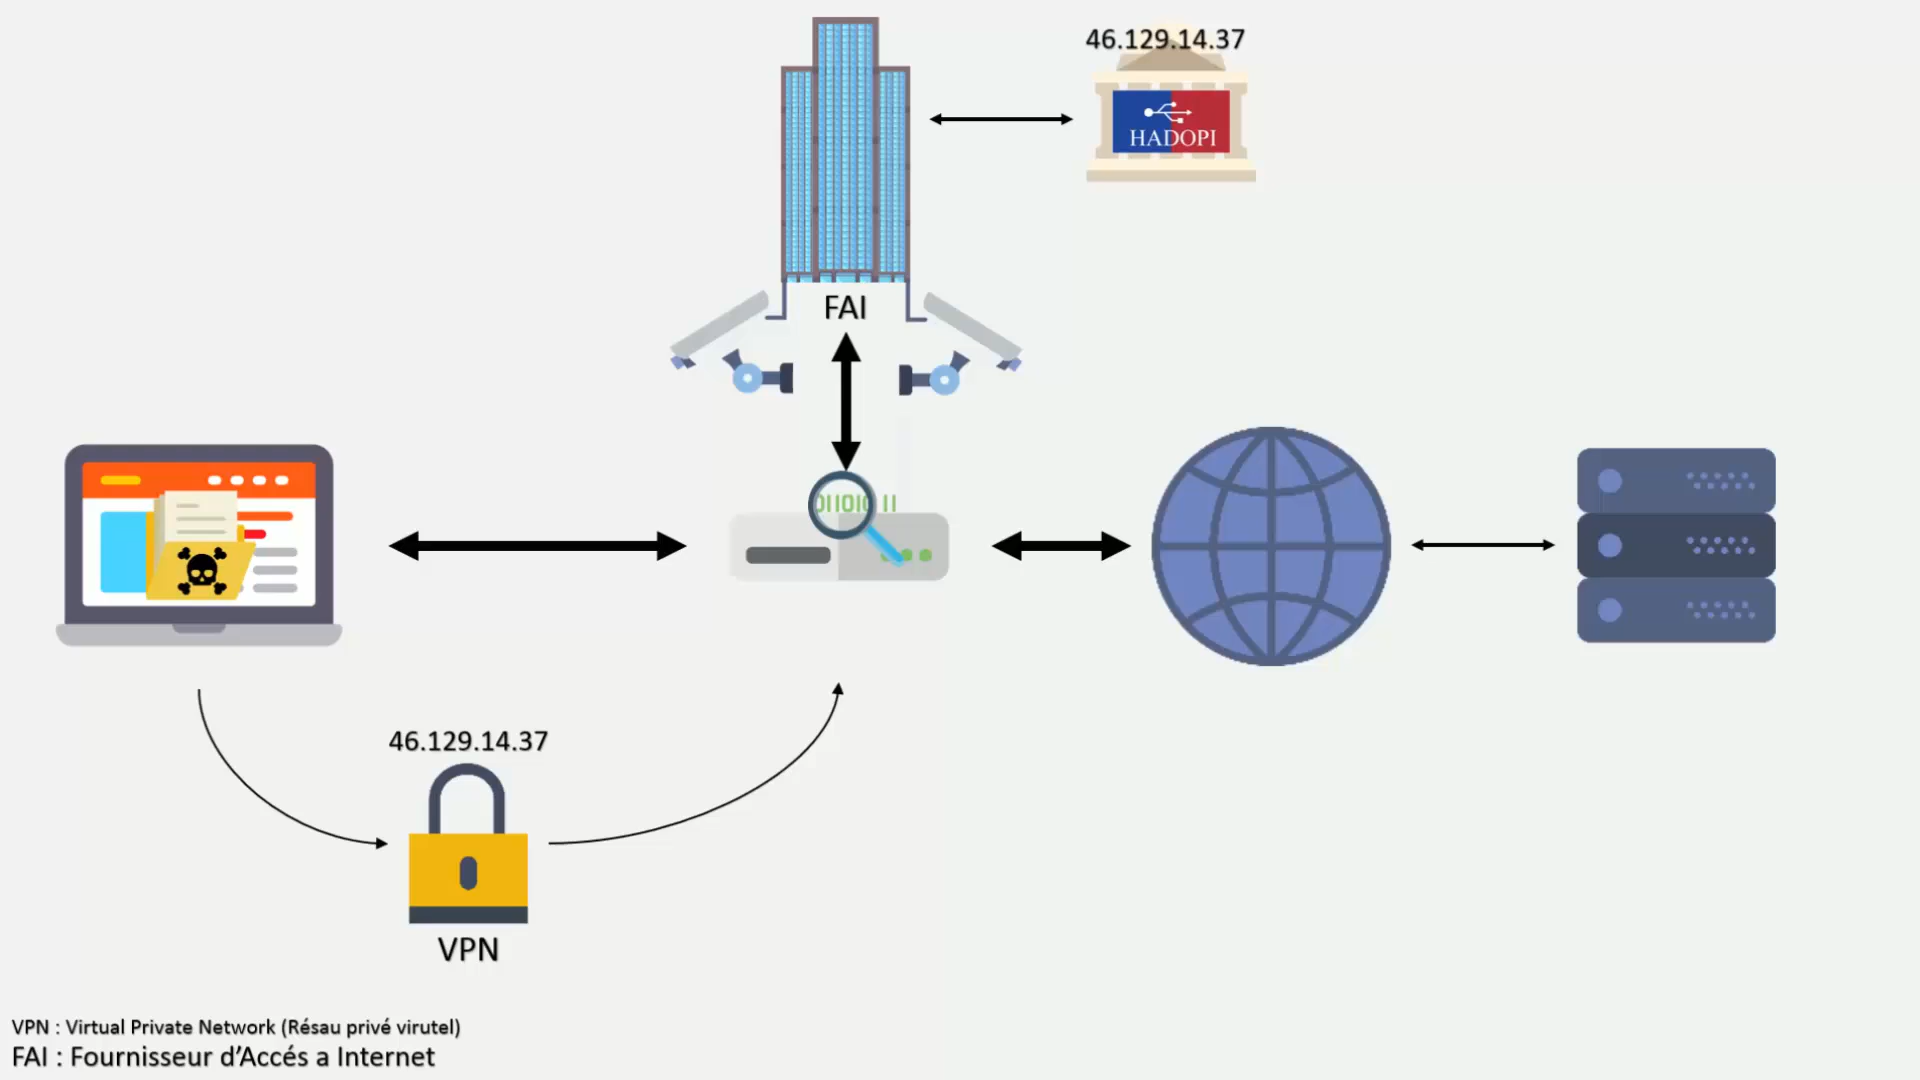 46.129.14.37
HADOPI
FAI
46.129.14.37
VPN
VPN : Virtual Private Network (Résau privé virutel)
FAI : Fournisseur d'Accés a Internet